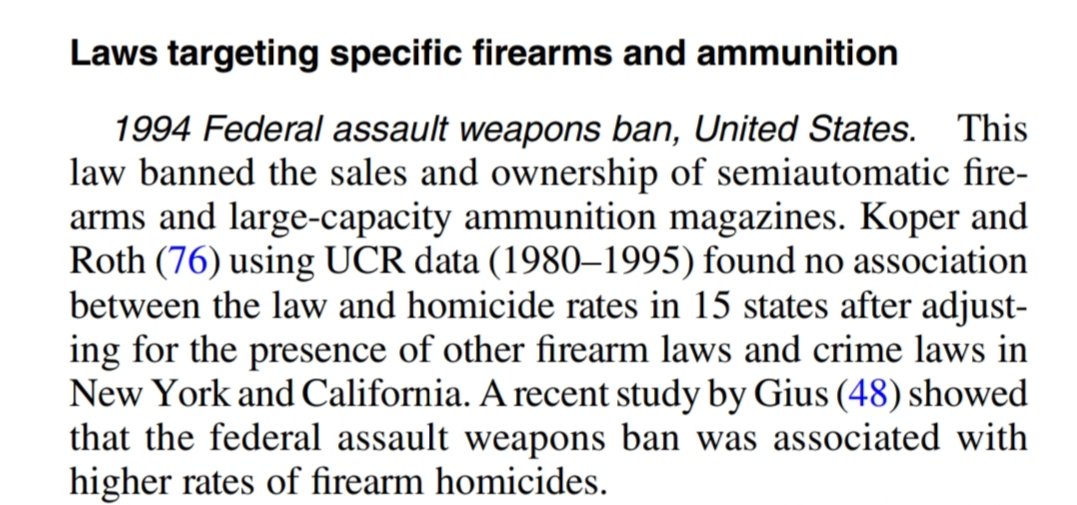 Laws targeting specific firearms and ammunition
1994 Federal assault weapons ban, United States. This
law banned the sales and ownership of semiautomatic fire-
arms and large-capacity ammunition magazines. Koper and
Roth (76) using UCR data (1980–1995) found no association
between the law and homicide rates in 15 states after adjust-
ing for the presence of other firearm laws and crime laws in
New York and California. A recent study by Gius (48) showed
that the federal assault weapons ban was associated with
higher rates of firearm homicides.